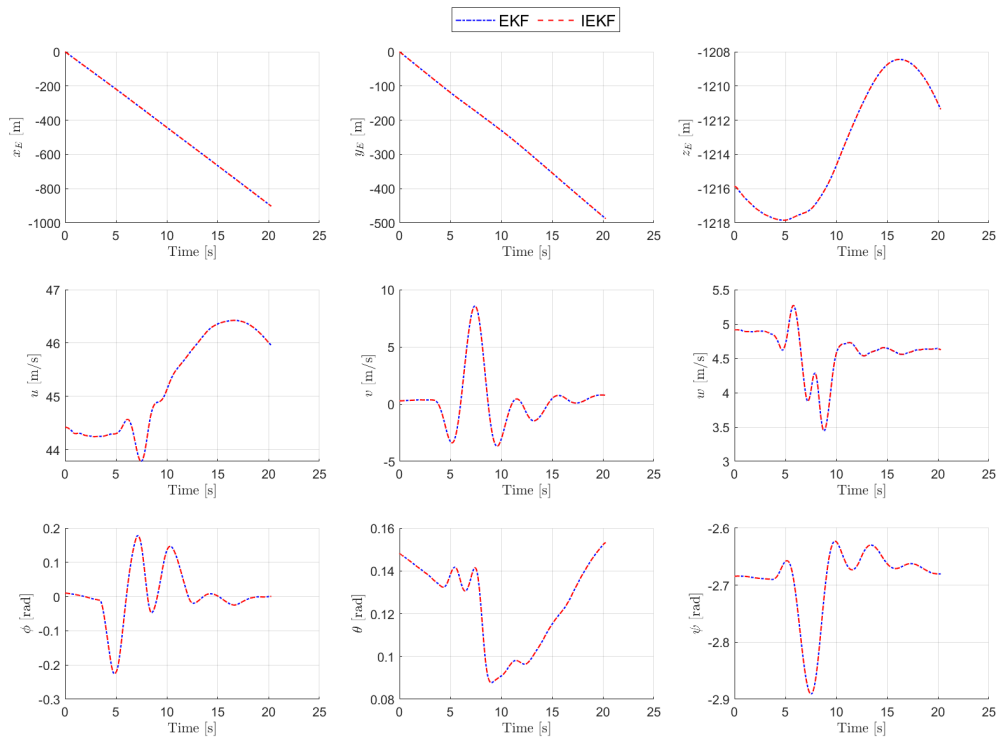 EKF IEKF
0
-200
-400
-600
-800
-1000
x_E [m]
0 5 10 15 20 25
Time [s]
0
-100
-200
-300
-400
-500
y_E [m]
0 5 10 15 20 25
Time [s]
-1208
-1210
-1212
-1214
-1216
-1218
z_E [m]
0 5 10 15 20 25
Time [s]
47
46
45
44
u [m/s]
0 5 10 15 20 25
Time [s]
10
5
0
-5
v [m/s]
0 5 10 15 20 25
Time [s]
5.5
5
4.5
4
3.5
3
w [m/s]
0 5 10 15 20 25
Time [s]
0.2
0.1
0
-0.1
-0.2
-0.3
ϕ [rad]
0 5 10 15 20 25
Time [s]
0.16
0.14
0.12
0.1
0.08
θ [rad]
0 5 10 15 20 25
Time [s]
-2.6
-2.7
-2.8
-2.9
ψ [rad]
0 5 10 15 20 25
Time [s]